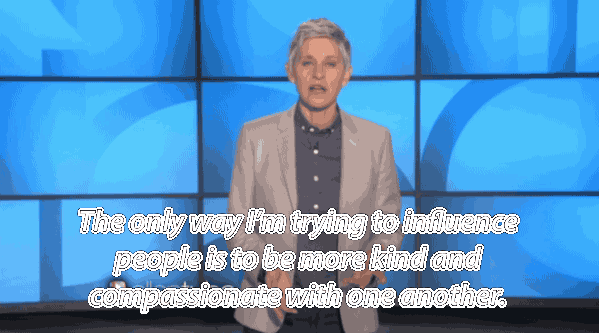 The only way I'm trying to influence
people is to be more kind and
compassionate with one another.